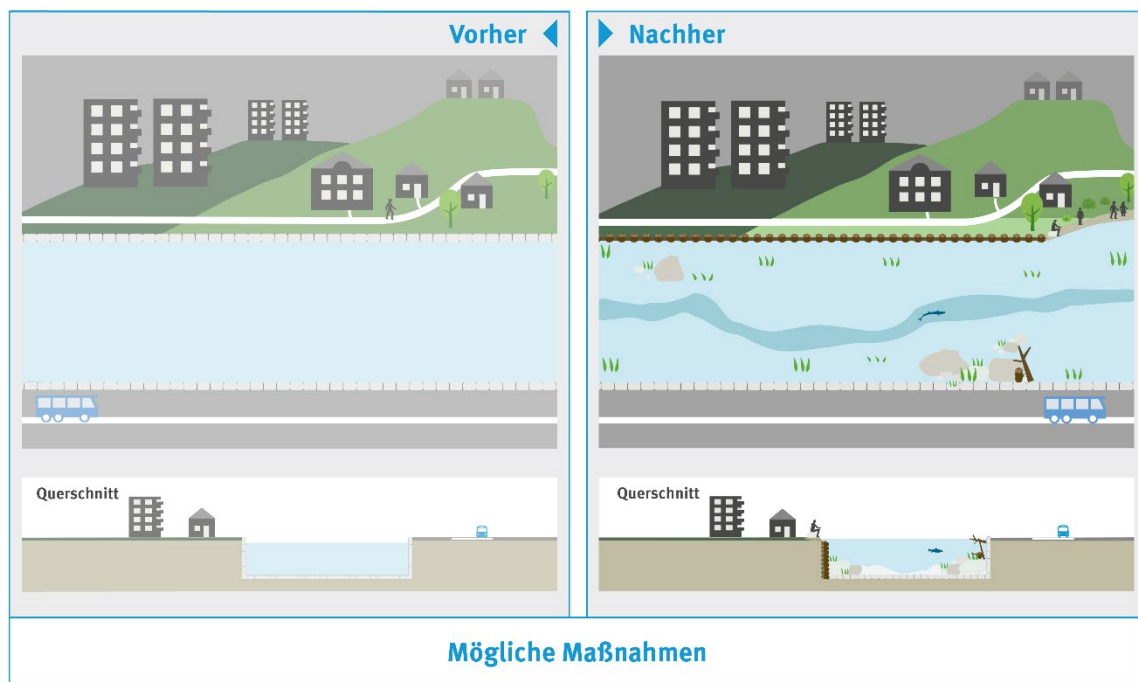 Vorher
Nachher
Querschnitt
Querschnitt
Mögliche Maßnahmen